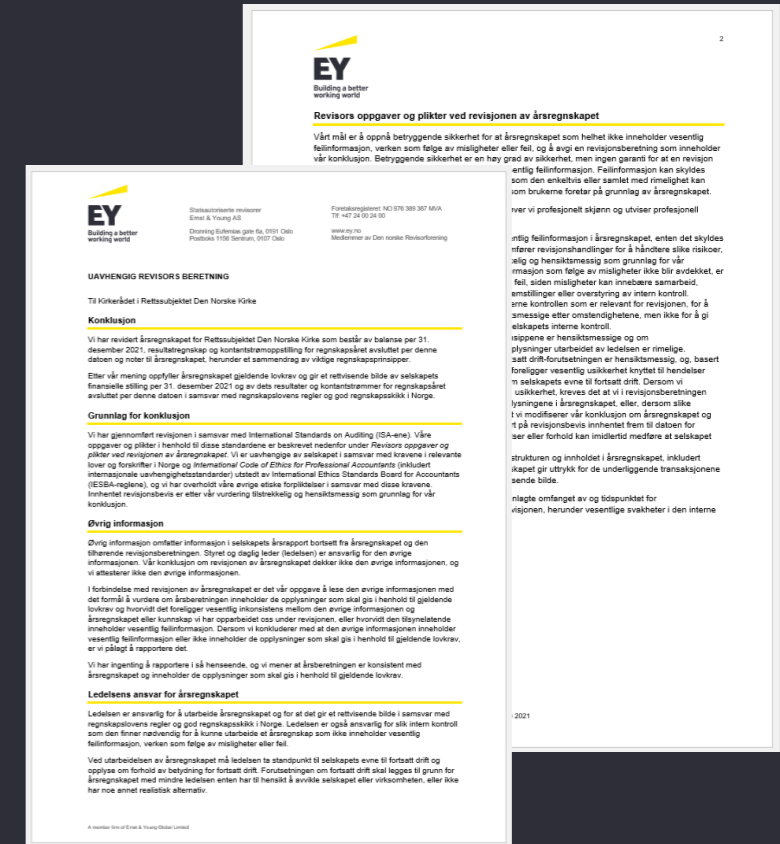 EY
Building a better
working world
Statsautoriserte revisorer
Ernst & Young AS
Dronning Eufemias gate 6a, 0191 Oslo
Postboks 1156 Sentrum, 0107 Oslo
Foretaksregisteret: NO 976 389 387 MVA
Tlf: +47 24 00 24 00
www.ey.no
Medlemmer av Den norske Revisorforening
UAVHENGIG REVISORS BERETNING
Til Kirkerådet i Rettssubjektet Den Norske Kirke
Konklusjon
Vi har revidert årsregnskapet for Rettssubjektet Den Norske Kirke som består av balanse per 31.
desember 2021, resultatregnskap og kontantstrømoppstilling for regnskapsåret avsluttet per denne
datoen og noter til årsregnskapet, herunder et sammendrag av viktige regnskapsprinsipper.
Etter vår mening oppfyller årsregnskapet gjeldende lovkrav og gir et rettvisende bilde av selskapets
finansielle stilling per 31. desember 2021 og av dets resultater og kontantstrømmer for regnskapsåret
avsluttet per denne datoen i samsvar med regnskapslovens regler og god regnskapsskikk i Norge.
Grunnlag for konklusjon
Vi har gjennomført revisjonen i samsvar med International Standards on Auditing (ISA-ene). Våre
oppgaver og plikter i henhold til disse standardene er beskrevet nedenfor under Revisors oppgaver og
plikter ved revisjonen av årsregnskapet. Vi er uavhengige av selskapet i samsvar med kravene i relevante
lover og forskrifter i Norge og International Code of Ethics for Professional Accountants (inkludert
internasjonale uavhengighetsstandarder) utstedt av International Ethics Standards Board for Accountants
(IESBA-reglene), og vi har overholdt våre øvrige etiske forpliktelser i samsvar med disse kravene.
Innhentet revisjonsbevis er etter vår vurdering tilstrekkelig og hensiktsmessig som grunnlag for vår
konklusjon.
Øvrig informasjon
Øvrig informasjon omfatter informasjon i selskapets årsrapport bortsett fra årsregnskapet og den
tilhørende revisjonsberetningen. Styret og daglig leder (ledelsen) er ansvarlig for den øvrige
informasjonen. Vår konklusjon om revisjonen av årsregnskapet dekker ikke den øvrige informasjonen, og
vi attesterer ikke den øvrige informasjonen.
I forbindelse med revisjonen av årsregnskapet er det vår oppgave å lese den øvrige informasjonen med
det formål å vurdere om årsberetningen inneholder de opplysninger som skal gis i henhold til gjeldende
lovkrav og hvorvidt det foreligger vesentlig inkonsistens mellom den øvrige informasjonen og
årsregnskapet eller kunnskap vi har opparbeidet oss under revisjonen, eller hvorvidt den tilsynelatende
inneholder vesentlig feilinformasjon. Dersom vi konkluderer med at den øvrige informasjonen inneholder
vesentlig feilinformasjon eller ikke inneholder de opplysninger som skal gis i henhold til gjeldende lovkrav,
er vi pålagt å rapportere det.
Vi har ingenting å rapportere i så henseende, og vi mener at årsberetningen er konsistent med
årsregnskapet og inneholder de opplysninger som skal gis i henhold til gjeldende lovkrav.
Ledelsens ansvar for årsregnskapet
Ledelsen er ansvarlig for å utarbeide årsregnskapet og for at det gir et rettvisende bilde i samsvar med
regnskapslovens regler og god regnskapsskikk i Norge. Ledelsen er også ansvarlig for slik intern kontroll
som den finner nødvendig for å kunne utarbeide et årsregnskap som ikke inneholder vesentlig
feilinformasjon, verken som følge av misligheter eller feil.
Ved utarbeidelsen av årsregnskapet må ledelsen ta standpunkt til selskapets evne til fortsatt drift og
opplyse om forhold av betydning for fortsatt drift. Forutsetningen om fortsatt drift skal legges til grunn for
årsregnskapet med mindre ledelsen enten har til hensikt å avvikle selskapet eller virksomheten, eller ikke
har noe annet realistisk alternativ.
A member firm of Ernst & Young Global Limited
2
EY
Building a better
working world
Revisors oppgaver og plikter ved revisjonen av årsregnskapet
Vårt mål er å oppnå betryggende sikkerhet for at årsregnskapet som helhet ikke inneholder vesentlig
feilinformasjon, verken som følge av misligheter eller feil, og å avgi en revisjonsberetning som inneholder
vår konklusjon. Betryggende sikkerhet er en høy grad av sikkerhet, men ingen garanti for at en revisjon
entlig feilinformasjon. Feilinformasjon kan skyldes
som den enkeltvis eller samlet med rimelighet kan
om brukerne foretar på grunnlag av årsregnskapet.
ver vi profesjonelt skjønn og utviser profesjonell
entlig feilinformasjon i årsregnskapet, enten det skyldes
mfører revisjonshandlinger for å håndtere slike risikoer,
kelig og hensiktsmessig som grunnlag for vår
rmasjon som følge av misligheter ikke blir avdekket, er
feil, siden misligheter kan innebære samarbeid,
emstillinger eller overstyring av intern kontroll.
erne kontrollen som er relevant for revisjonen, for å
tsmessige etter omstendighetene, men ikke for å gi
elskapets interne kontroll.
sippene er hensiktsmessige og om
plysninger utarbeidet av ledelsen er rimelige.
tsatt drift-forutsetningen er hensiktsmessig, og, basert
foreligger vesentlig usikkerhet knyttet til hendelser
m selskapets evne til fortsatt drift. Dersom vi
usikkerhet, kreves det at vi i revisjonsberetningen
lysningene i årsregnskapet, eller, dersom slike
t vi modifiserer vår konklusjon om årsregnskapet og
rt på revisjonsbevis innhentet frem til datoen for
ser eller forhold kan imidlertid medføre at selskapet
strukturen og innholdet i årsregnskapet, inkludert
skapet gir uttrykk for de underliggende transaksjonene
sende bilde.
nlagte omfanget av og tidspunktet for
visjonen, herunder vesentlige svakheter i den interne
2021